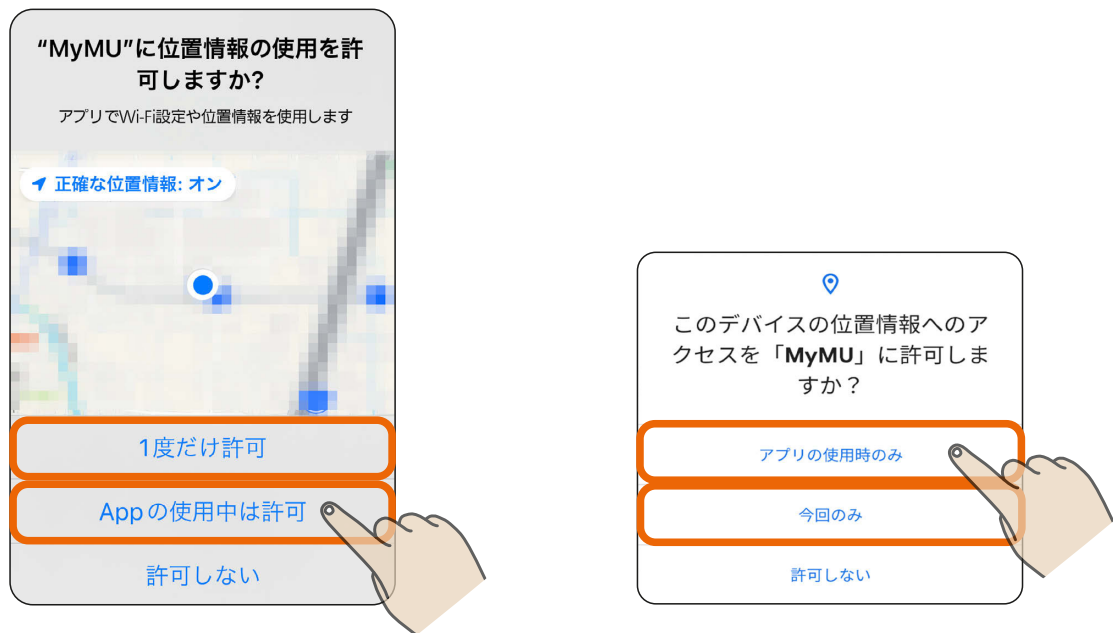 “MyMU”に位置情報の使用を許
可しますか?
アプリでWi-Fi設定や位置情報を使用します
正確な位置情報: オン
1度だけ許可
Appの使用中は許可
許可しない
このデバイスの位置情報へのア
クセスを「MyMU」に許可しま
すか？
アプリの使用時のみ
今回のみ
許可しない